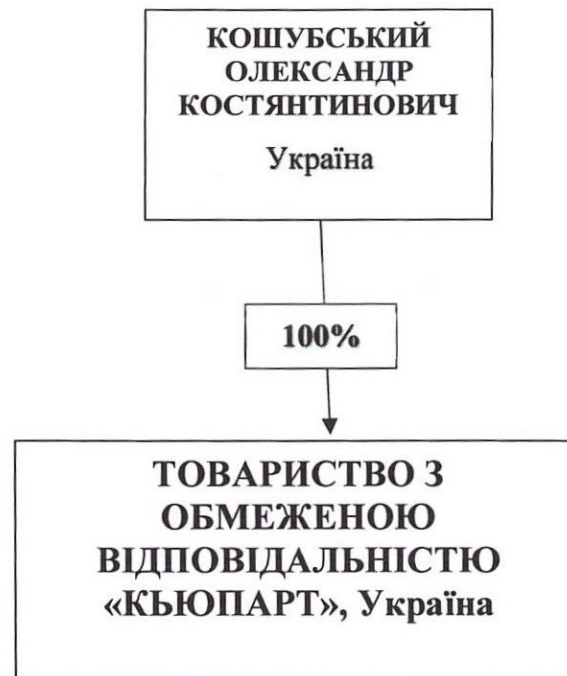 КОШУБСЬКИЙ
ОЛЕКСАНДР
КОСТЯНТИНОВИЧ
Україна
100%
ТОВАРИСТВО З
ОБМЕЖЕНОЮ
ВІДПОВІДАЛЬНІСТЮ
«КЬЮПАРТ», Україна